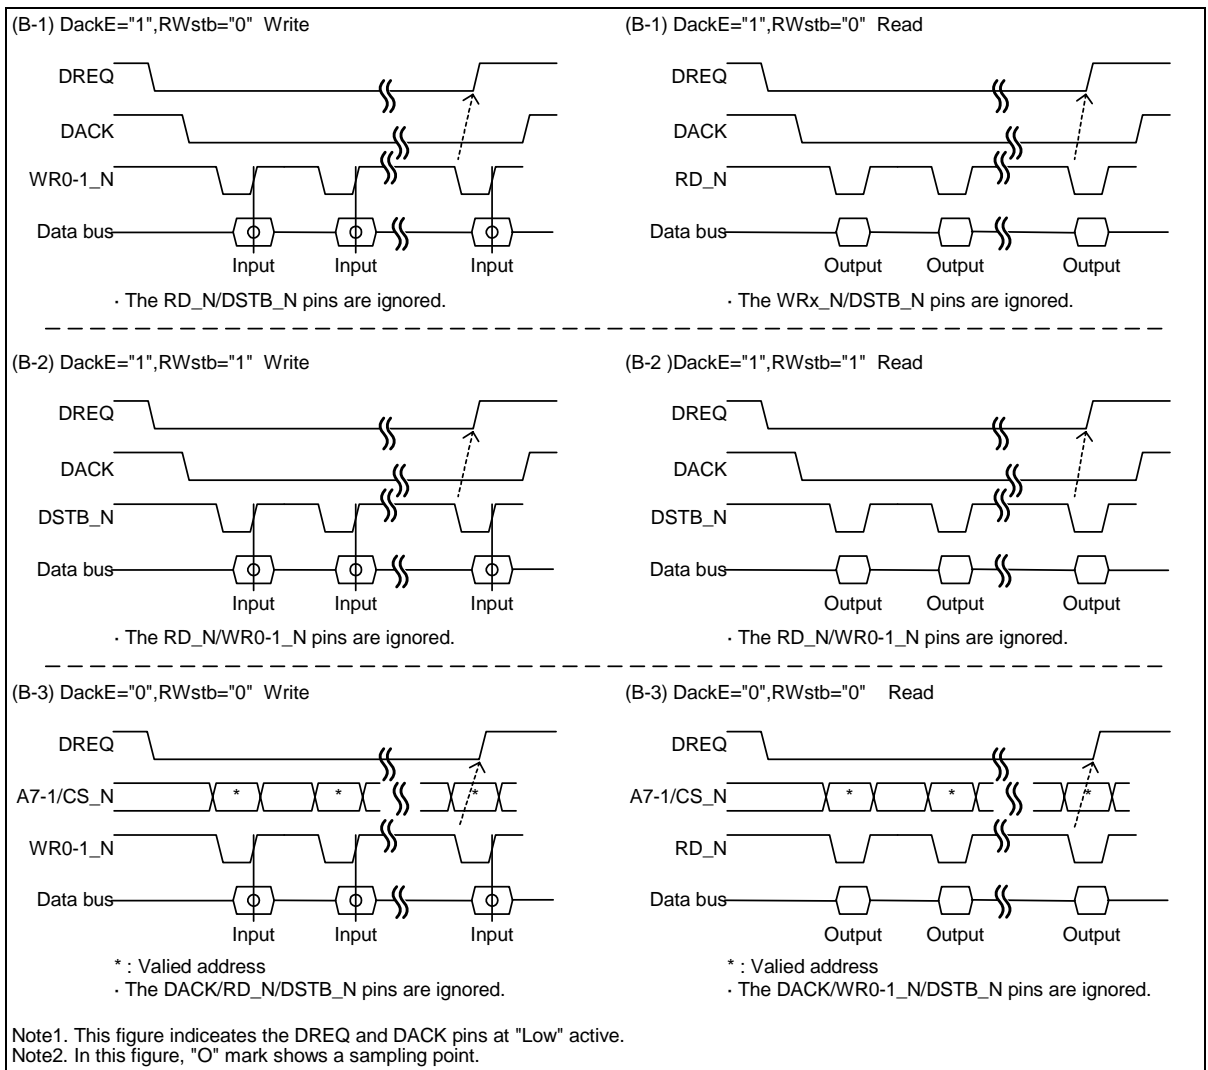 (B-1) DackE="1",RWstb="0" Write
DREQ
DACK
WR0-1_N
Data bus
Input Input Input
· The RD_N/DSTB_N pins are ignored.
(B-1) DackE="1",RWstb="0" Read
DREQ
DACK
RD_N
Data bus
Output Output Output
· The WRx_N/DSTB_N pins are ignored.
(B-2) DackE="1",RWstb="1" Write
DREQ
DACK
DSTB_N
Data bus
Input Input Input
· The RD_N/WR0-1_N pins are ignored.
(B-2 )DackE="1",RWstb="1" Read
DREQ
DACK
DSTB_N
Data bus
Output Output Output
· The RD_N/WR0-1_N pins are ignored.
(B-3) DackE="0",RWstb="0" Write
DREQ
A7-1/CS_N * * *
WR0-1_N
Data bus
Input Input Input
* : Valied address
· The DACK/RD_N/DSTB_N pins are ignored.
(B-3) DackE="0",RWstb="0" Read
DREQ
A7-1/CS_N * * *
RD_N
Data bus
Output Output Output
* : Valied address
· The DACK/WR0-1_N/DSTB_N pins are ignored.
Note1. This figure indiceates the DREQ and DACK pins at "Low" active.
Note2. In this figure, "O" mark shows a sampling point.